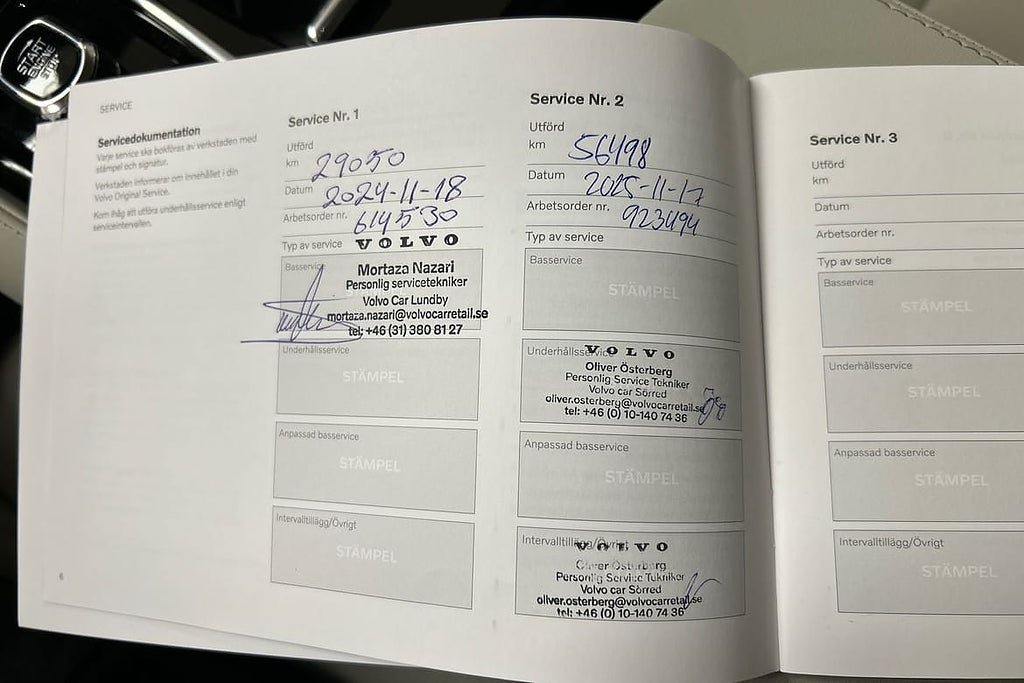 START
ENGINE
STOP
SERVICE
Servicedokumentation
Varje service ska bokföras av verkstaden med
stämpel och signatur.
Verkstaden informerar om innehållet i din
Volvo Original Service.
Kom ihåg att utföra underhållsservice enligt
serviceintervallen.
6
Service Nr. 1
Utförd
km 29050
Datum 2024-11-18
Arbetsorder nr. 614530
Typ av service VOLVO
Basservice
Mortaza Nazari
Personlig servicetekniker
Volvo Car Lundby
mortaza.nazari@volvocarretail.se
tel: +46 (31) 380 81 27
Underhållsservice
STÄMPEL
Anpassad basservice
STÄMPEL
Intervalltillägg/Övrigt
STÄMPEL
Service Nr. 2
Utförd
km 56498
Datum 2025-11-17
Arbetsorder nr. 923494
Typ av service
Basservice
STÄMPEL
Underhållsservice VOLVO
Oliver Österberg
Personlig Service Tekniker
Volvo car Sörred
oliver.osterberg@volvocarretail.se
tel: +46 (0) 10-140 74 36
Anpassad basservice
STÄMPEL
Intervalltillägg/Övrigt VOLVO
Oliver Österberg
Personlig Service Tekniker
Volvo car Sörred
oliver.osterberg@volvocarretail.se
tel: +46 (0) 10-140 74 36
Service Nr. 3
Utförd
km
Datum
Arbetsorder nr.
Typ av service
Basservice
STÄMPEL
Underhållsservice
STÄMPEL
Anpassad basservice
STÄMPEL
Intervalltillägg/Övrigt
STÄMPEL